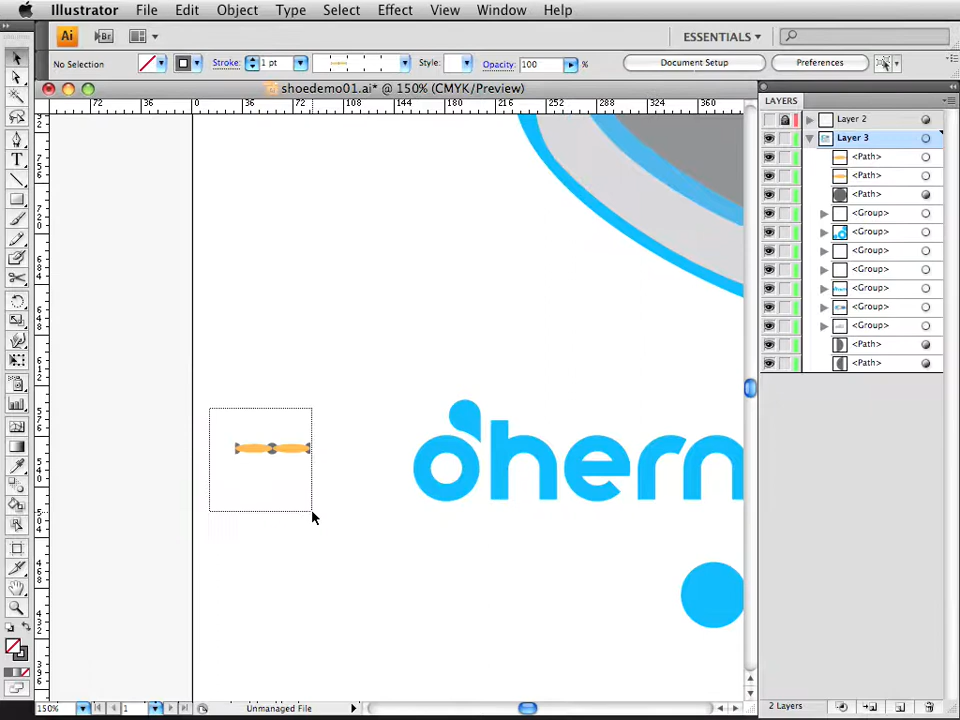 Illustrator File Edit Object Type Select Effect View Window Help
Ai Br ESSENTIALS
No Selection Stroke: 1 pt Style: Opacity: 100 % Document Setup Preferences
shoedemo01.ai* @ 150% (CMYK/Preview)
LAYERS
72 36 0 36 72 108 144 180 216 252 288 324 360
Layer 2
Layer 3
<Path>
<Path>
<Path>
<Group>
<Group>
<Group>
<Group>
<Group>
<Group>
<Group>
<Path>
<Path>
T
ohern
150% 1 Unmanaged File
2 Layers